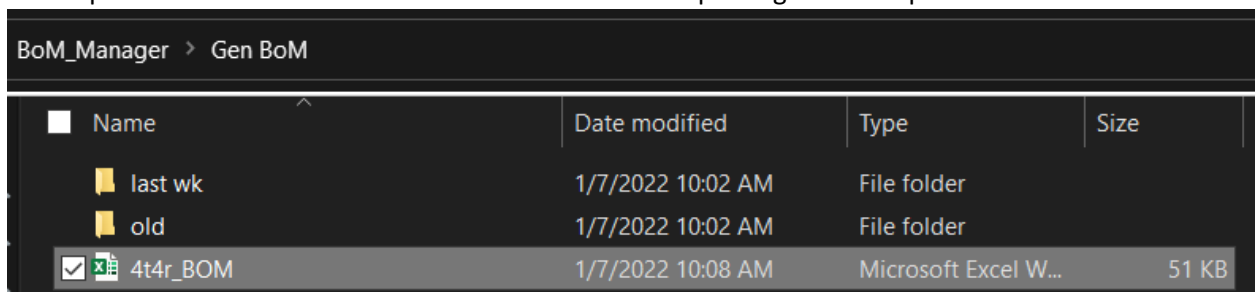 BoM_Manager > Gen BoM
Name Date modified Type Size
last wk 1/7/2022 10:02 AM File folder
old 1/7/2022 10:02 AM File folder
4t4r_BOM 1/7/2022 10:08 AM Microsoft Excel W... 51 KB